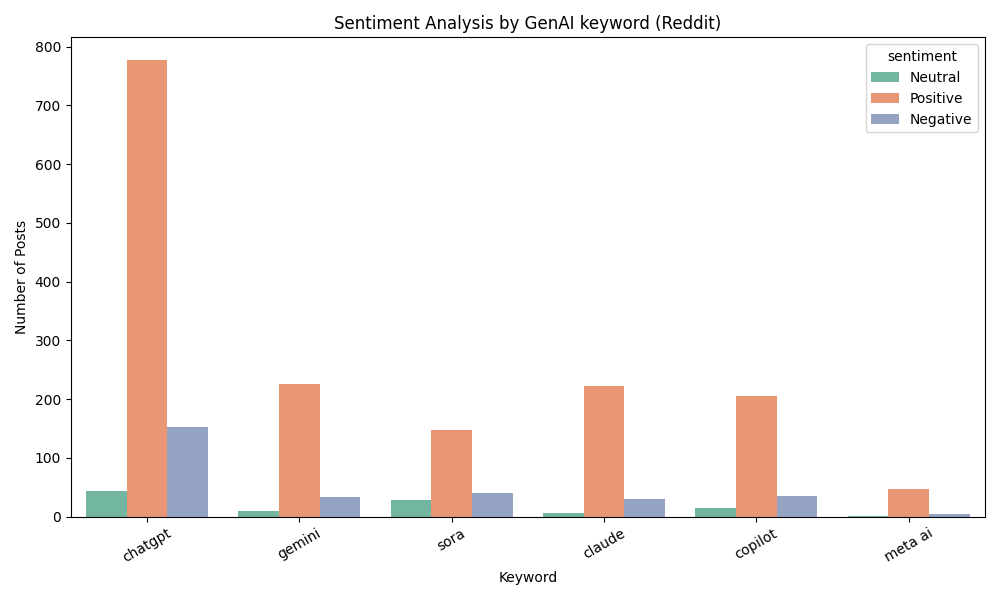 Sentiment Analysis by GenAI keyword (Reddit)
sentiment
Neutral
Positive
Negative
Number of Posts
800
700
600
500
400
300
200
100
0
chatgpt
gemini
sora
claude
copilot
meta ai
Keyword